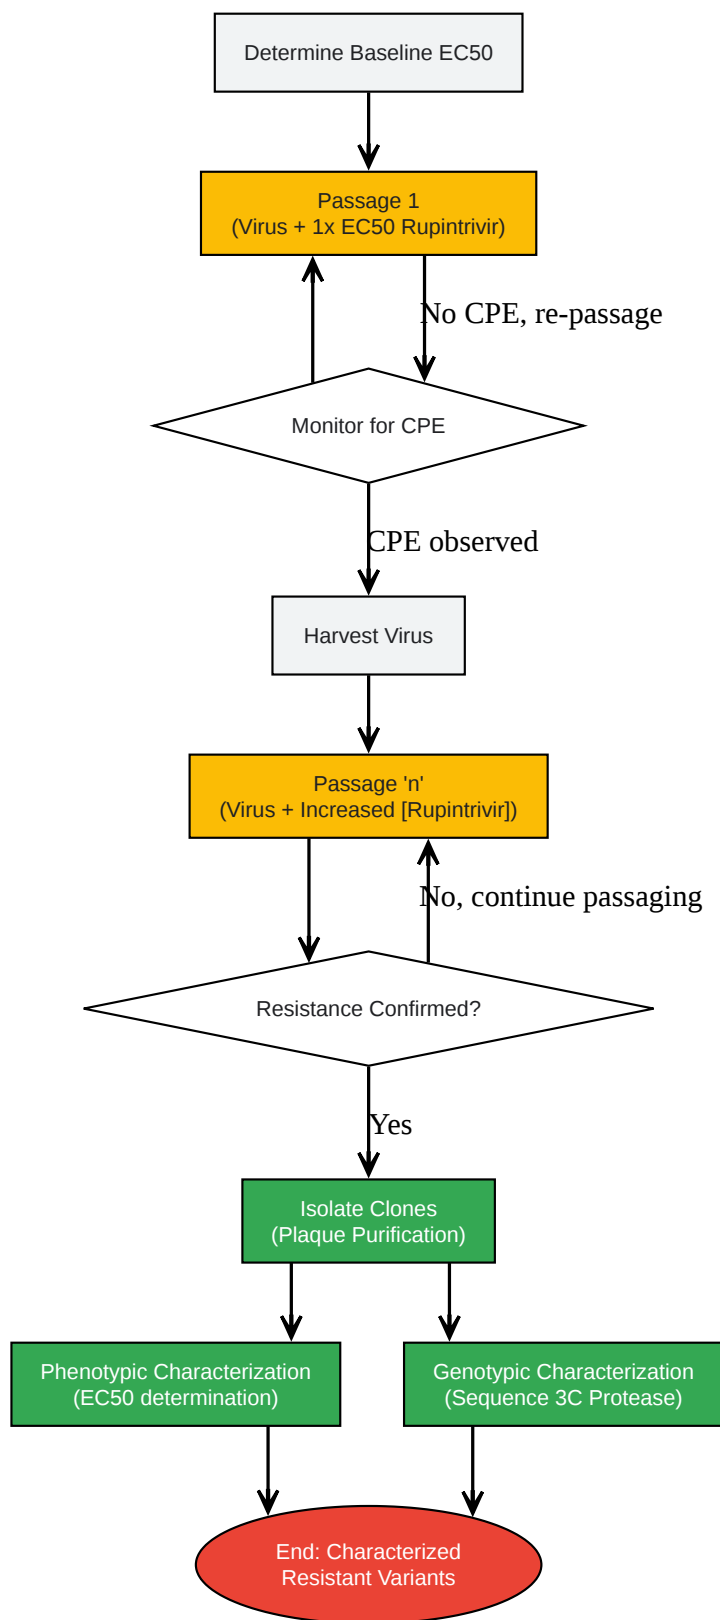 Determine Baseline EC50
Passage 1
(Virus + 1x EC50 Rupintrivir)
No CPE, re-passage
Monitor for CPE
CPE observed
Harvest Virus
Passage 'n'
(Virus + Increased [Rupintrivir])
No, continue passaging
Resistance Confirmed?
Yes
Isolate Clones
(Plaque Purification)
Phenotypic Characterization
(EC50 determination)
Genotypic Characterization
(Sequence 3C Protease)
End: Characterized
Resistant Variants